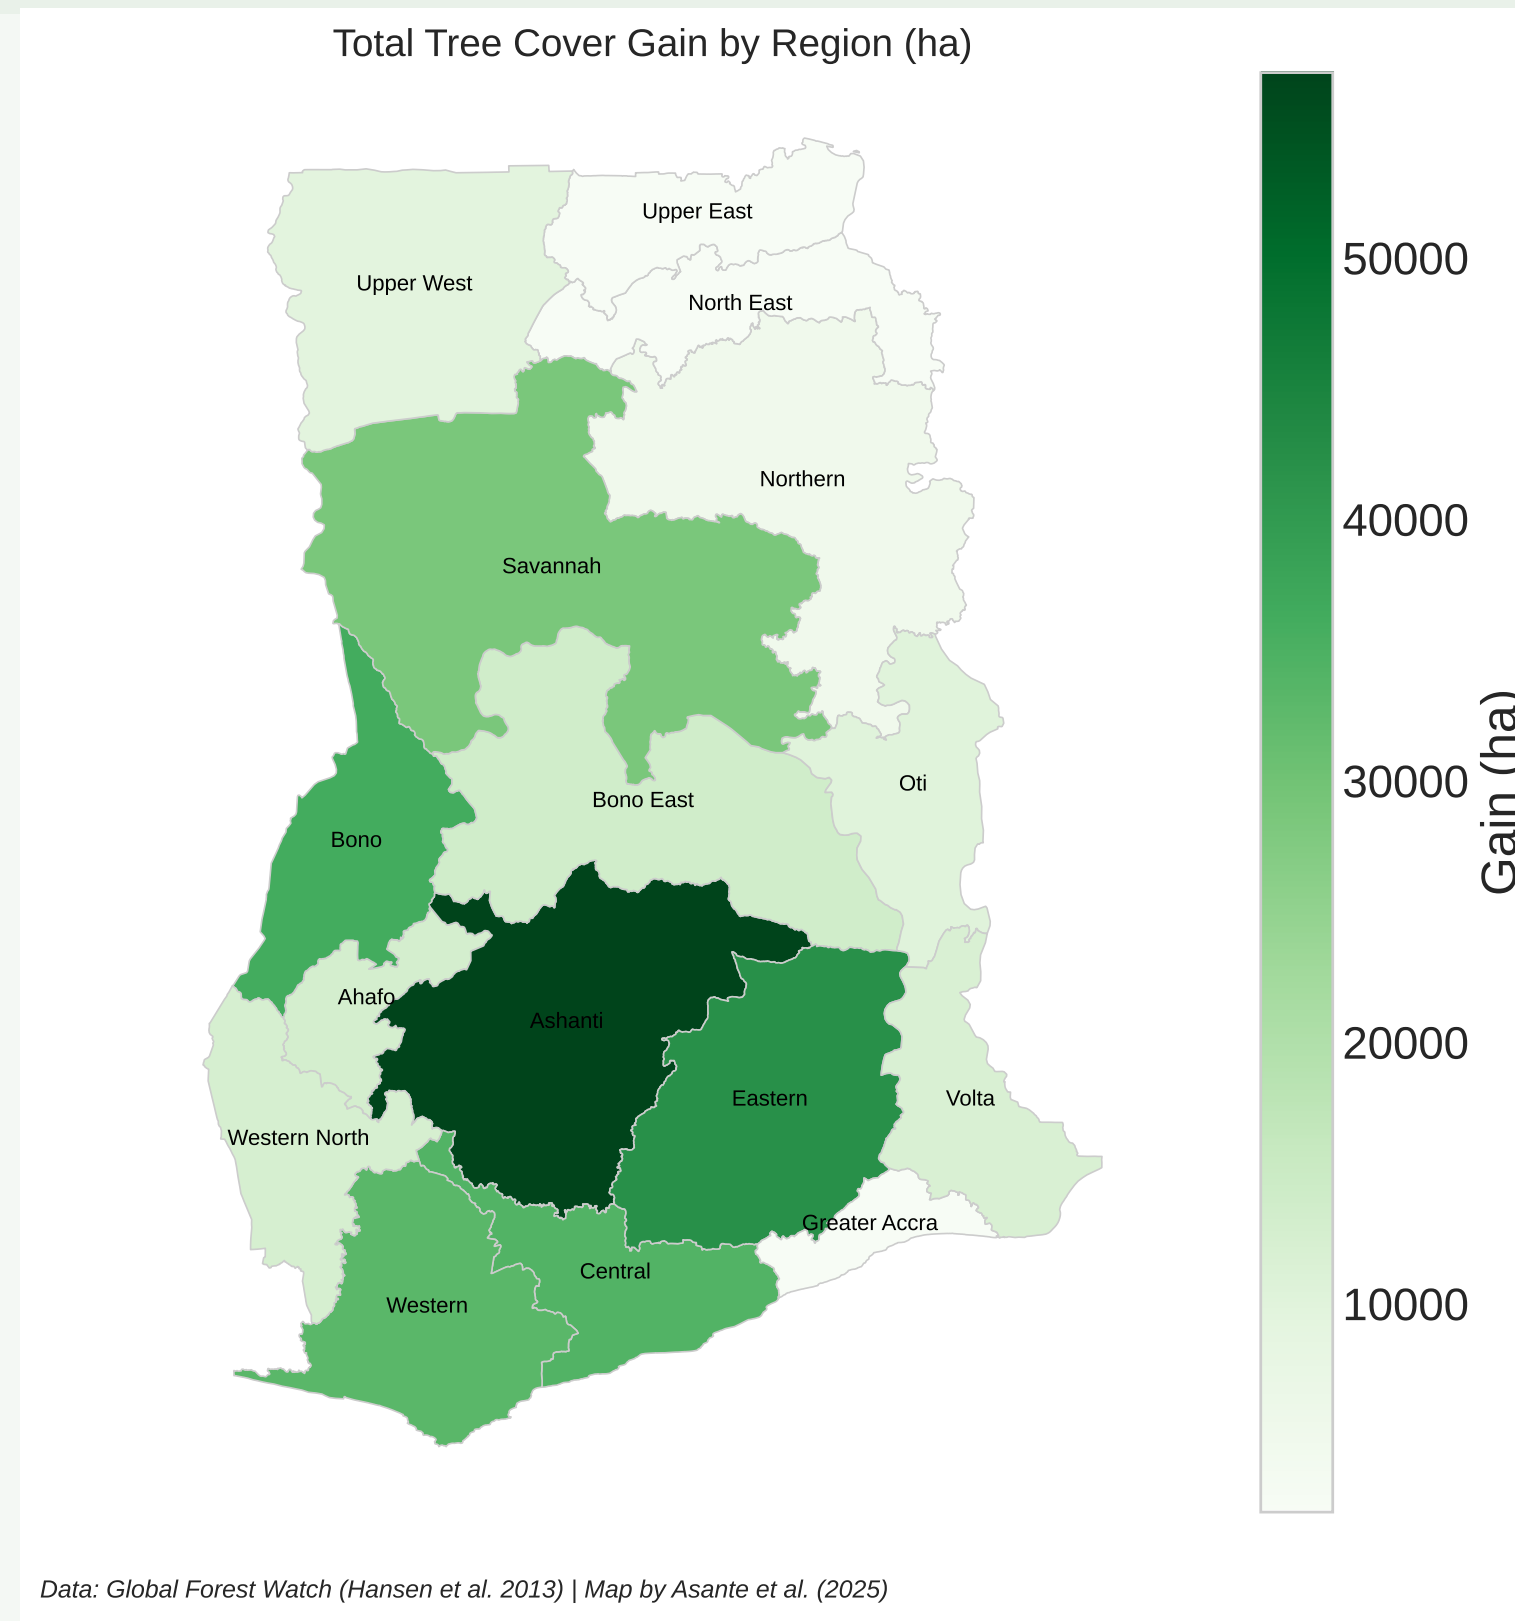 Total Tree Cover Gain by Region (ha)
Upper East
Upper West
North East
Northern
Savannah
Oti
Bono East
Bono
Ahafo
Ashanti
Eastern
Volta
Western North
Greater Accra
Central
Western
50000
40000
30000
20000
10000
Gain (ha)
Data: Global Forest Watch (Hansen et al. 2013) | Map by Asante et al. (2025)